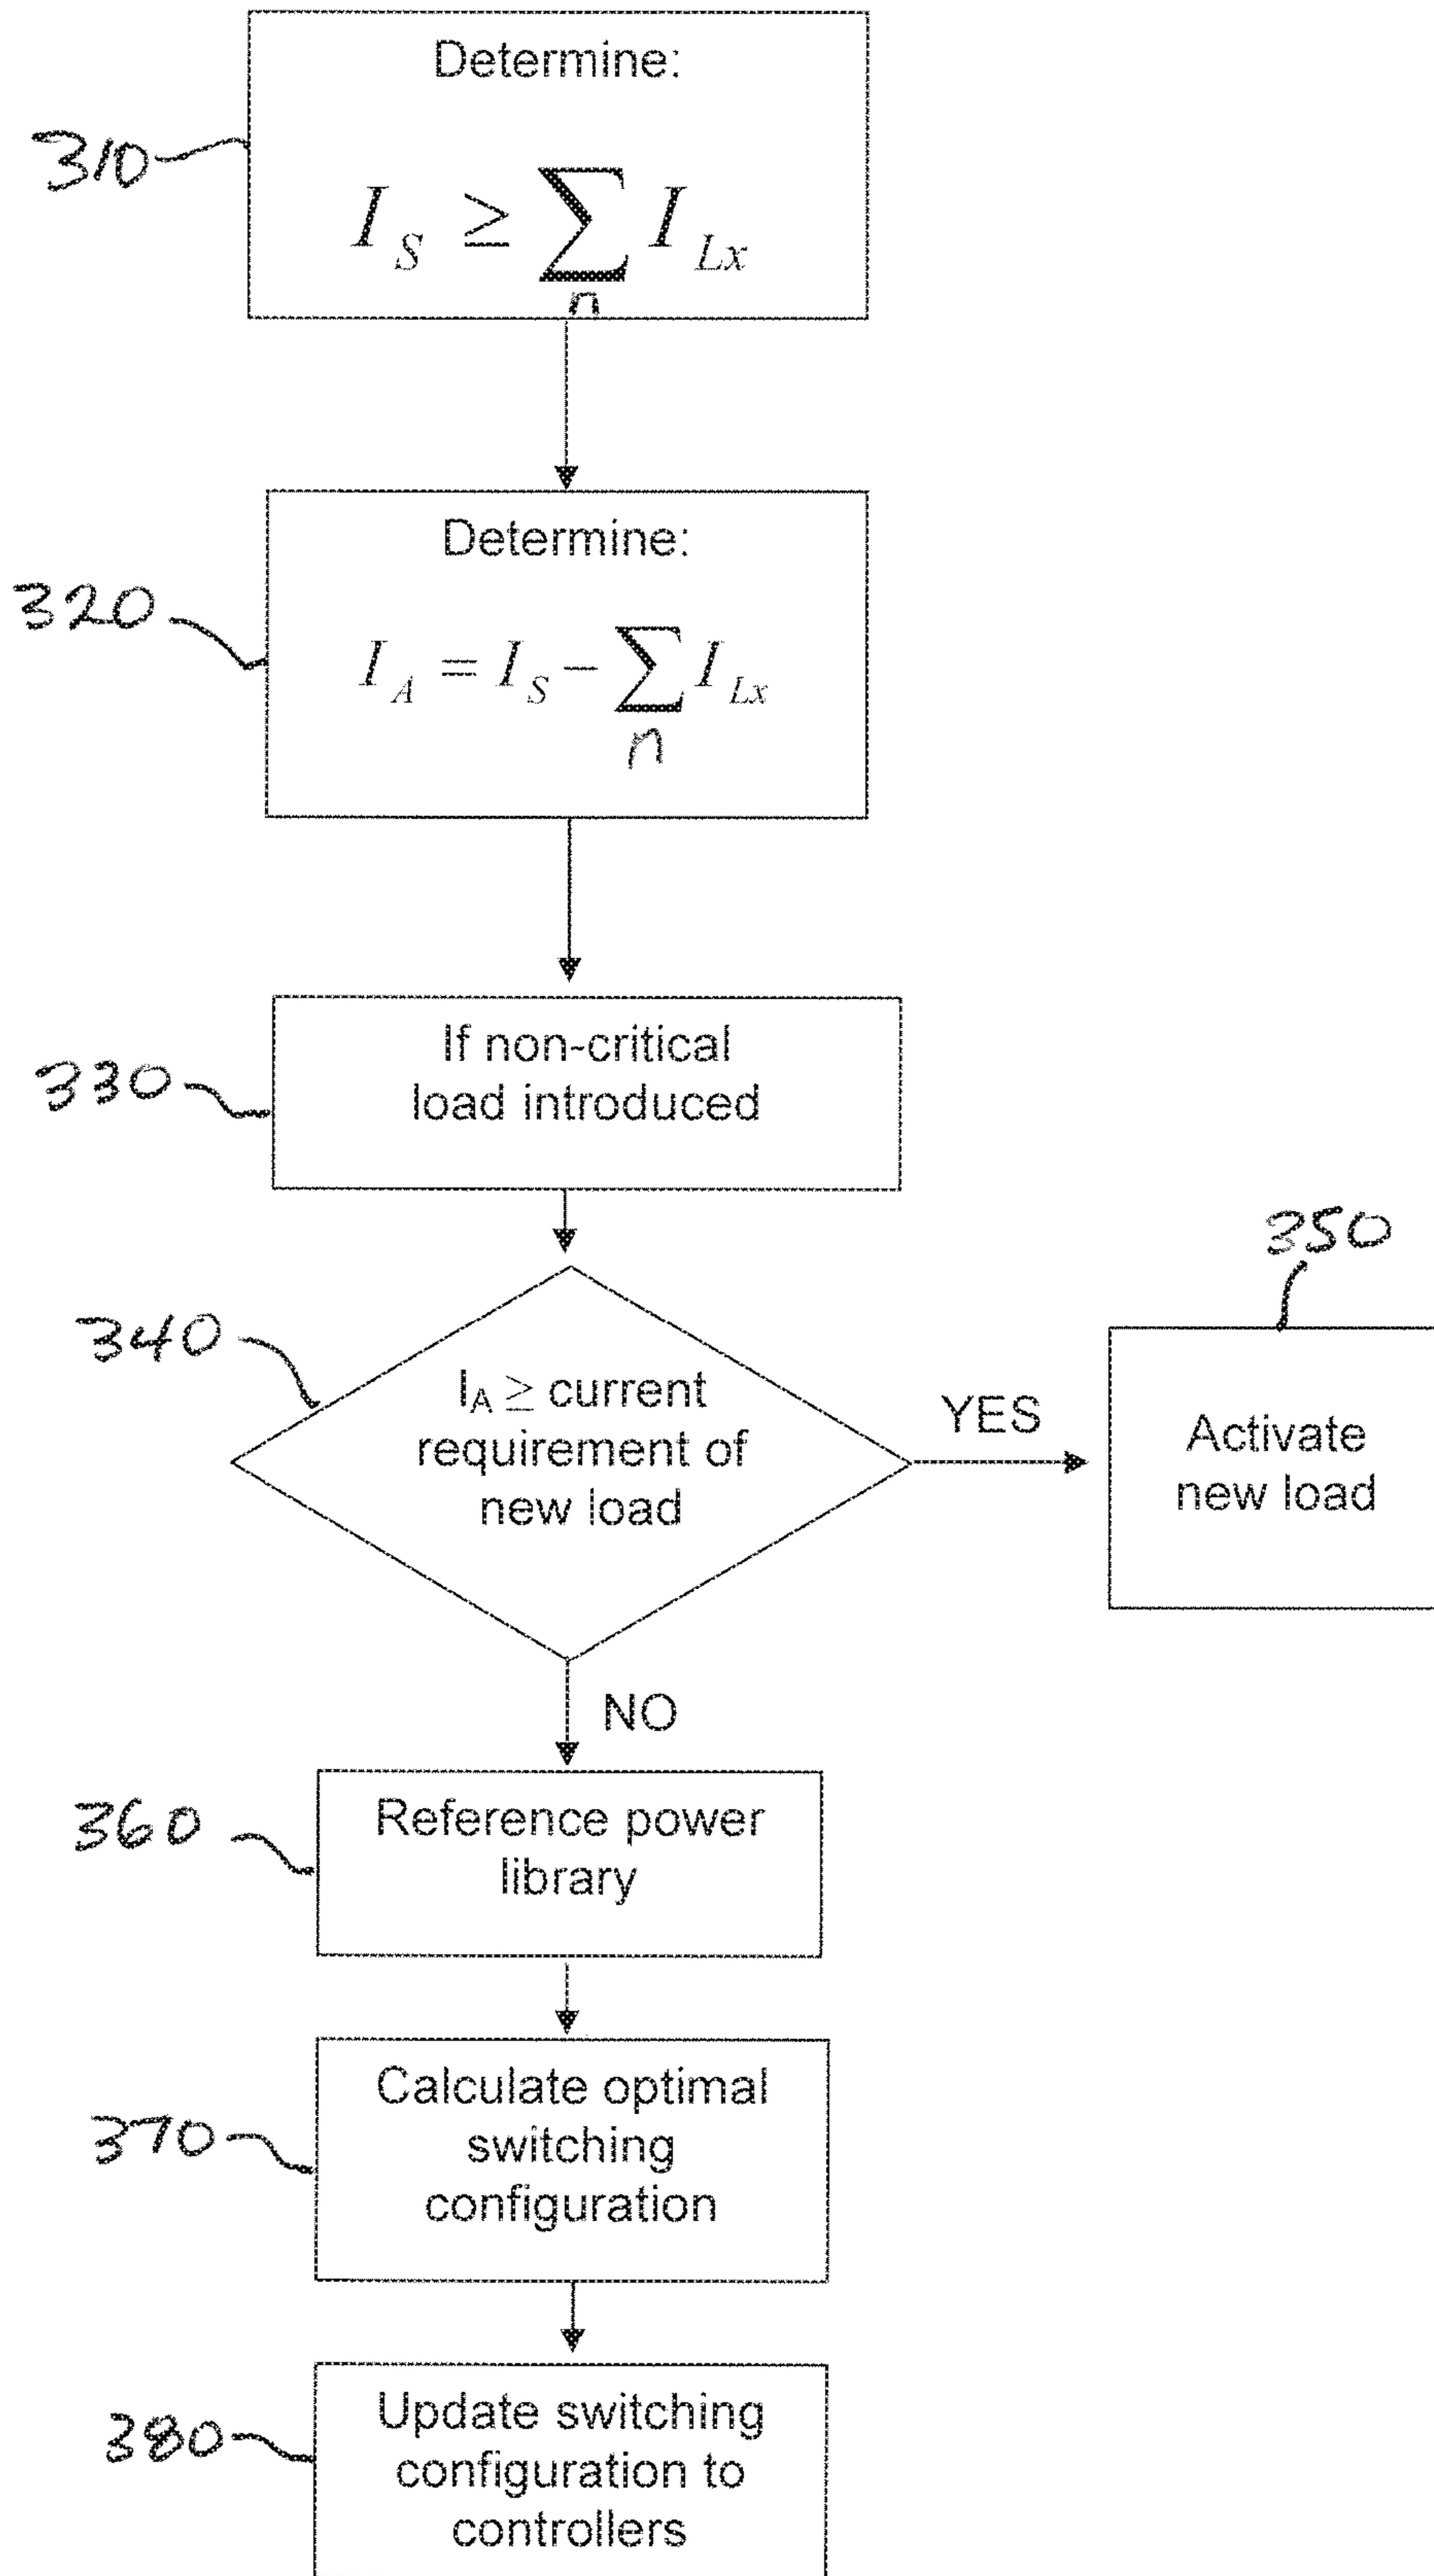 Determine:
310
I_S ≥ ∑_n I_Lx
Determine:
320
I_A = I_S − ∑_n I_Lx
If non-critical
load introduced
330
340
I_A ≥ current
requirement of
new load
YES
350
Activate
new load
NO
360
Reference power
library
370
Calculate optimal
switching
configuration
380
Update switching
configuration to
controllers